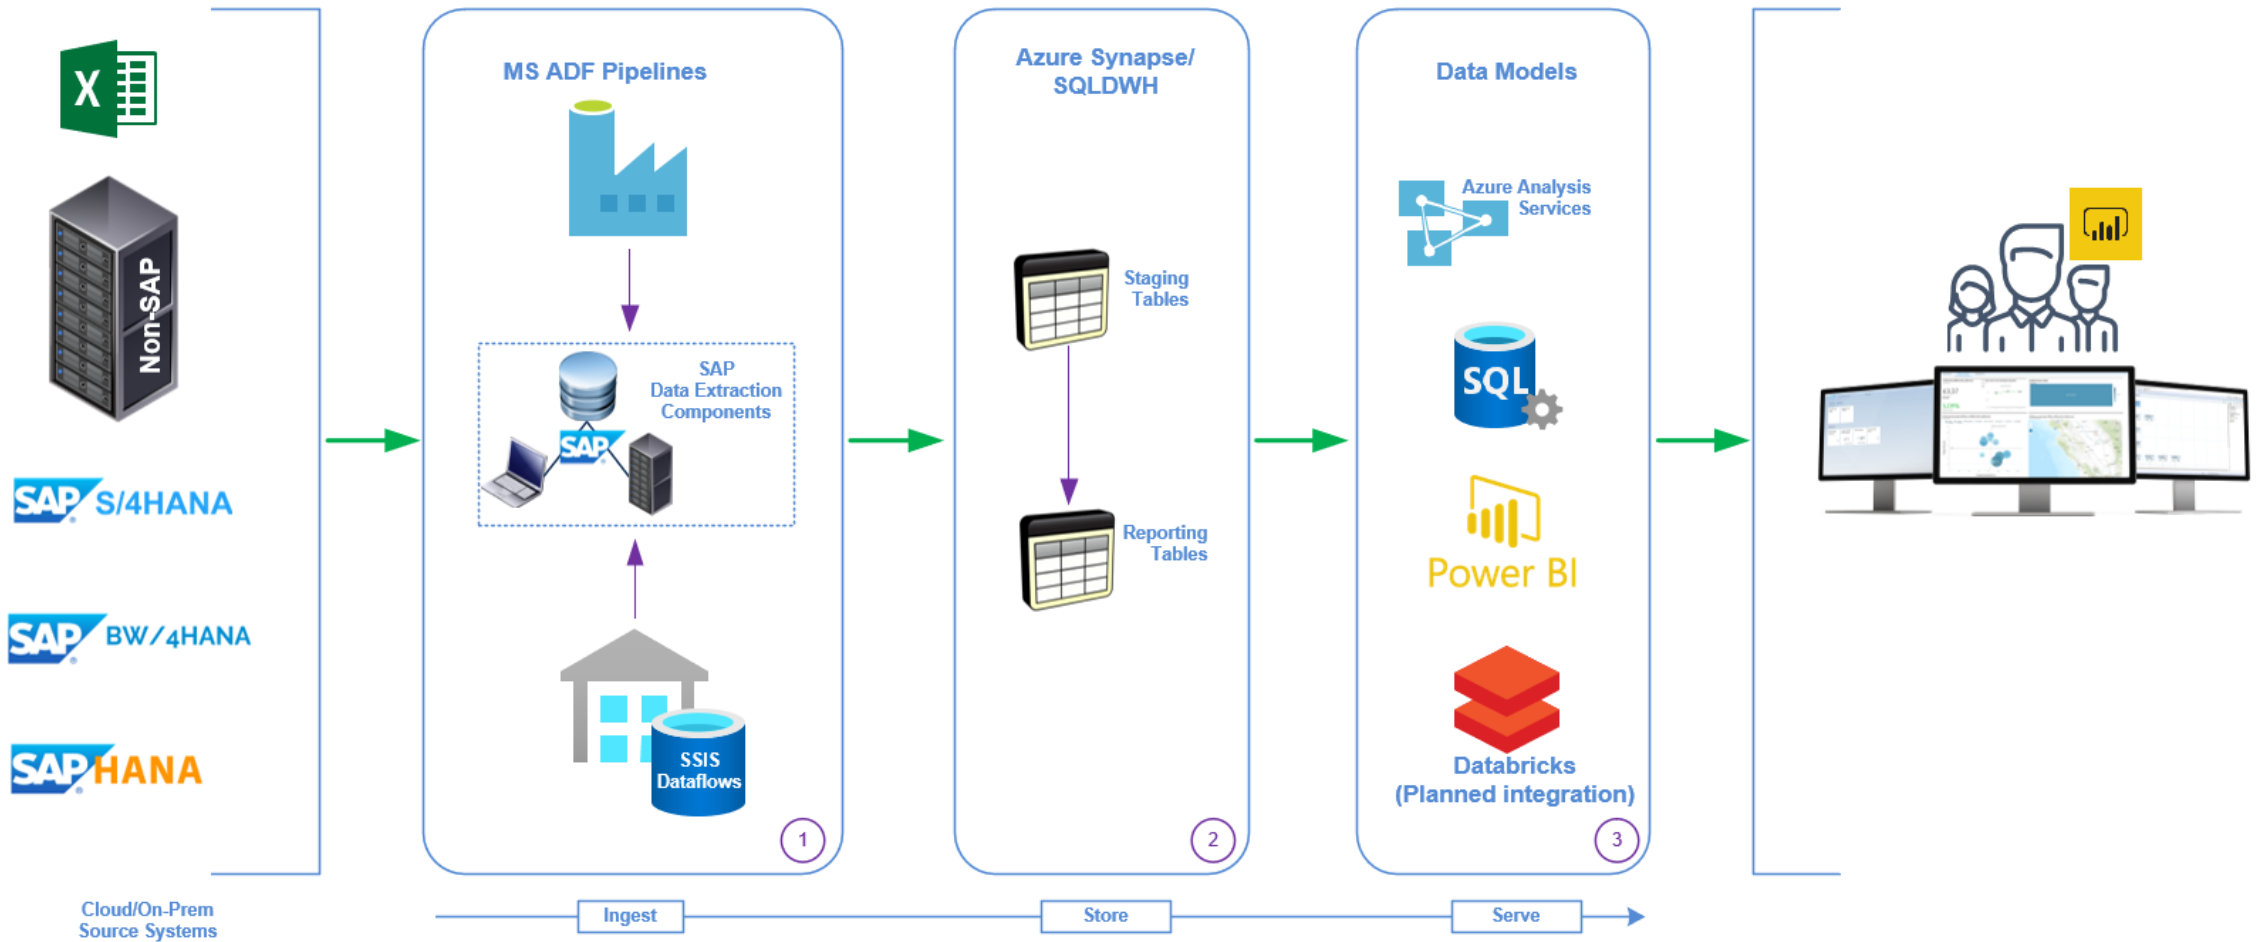 X
Non-SAP
SAP S/4HANA
SAP BW/4HANA
SAP HANA
Cloud/On-Prem
Source Systems
MS ADF Pipelines
SAP
Data Extraction
Components
SAP
SSIS
Dataflows
1
Azure Synapse/
SQLDWH
Staging
Tables
Reporting
Tables
2
Data Models
Azure Analysis
Services
SQL
Power BI
Databricks
(Planned integration)
3
Ingest
Store
Serve